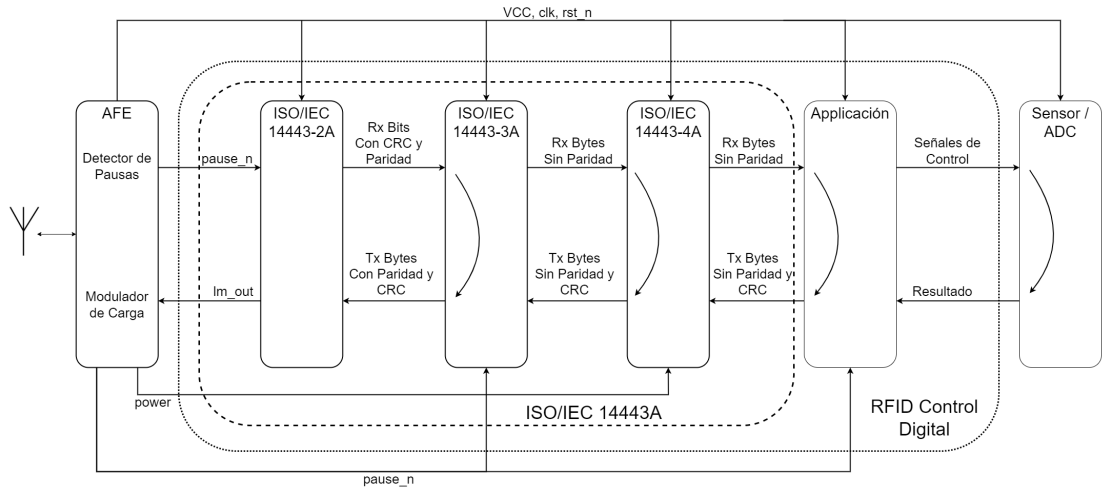 VCC, clk, rst_n
AFE
Detector de
Pausas
Modulador
de Carga
pause_n
lm_out
ISO/IEC
14443-2A
Rx Bits
Con CRC y
Paridad
Tx Bytes
Con Paridad y
CRC
ISO/IEC
14443-3A
Rx Bytes
Sin Paridad
Tx Bytes
Sin Paridad y
CRC
ISO/IEC
14443-4A
Rx Bytes
Sin Paridad
Tx Bytes
Sin Paridad y
CRC
Applicación
Señales de
Control
Resultado
Sensor /
ADC
power
ISO/IEC 14443A
RFID Control
Digital
pause_n